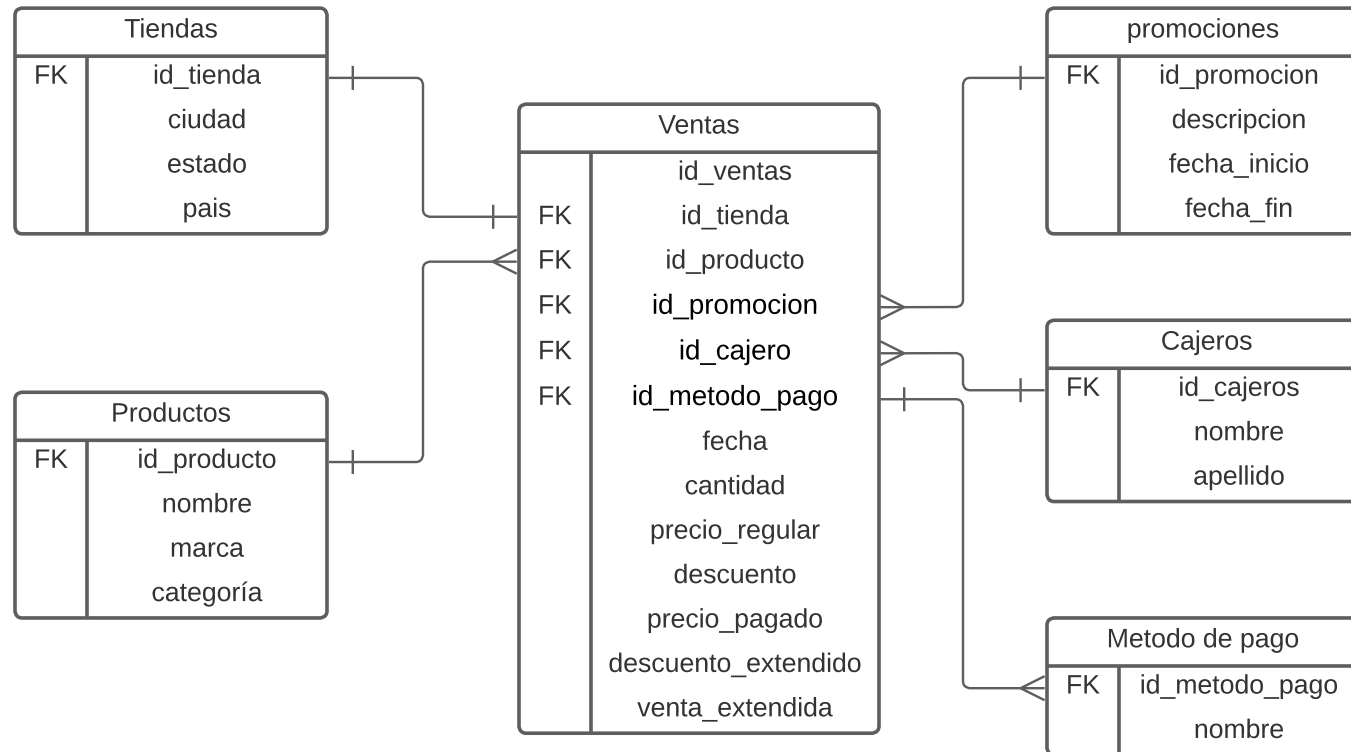 Tiendas
FK id_tienda
ciudad
estado
pais
Productos
FK id_producto
nombre
marca
categoría
Ventas
id_ventas
FK id_tienda
FK id_producto
FK id_promocion
FK id_cajero
FK id_metodo_pago
fecha
cantidad
precio_regular
descuento
precio_pagado
descuento_extendido
venta_extendida
promociones
FK id_promocion
descripcion
fecha_inicio
fecha_fin
Cajeros
FK id_cajeros
nombre
apellido
Metodo de pago
FK id_metodo_pago
nombre